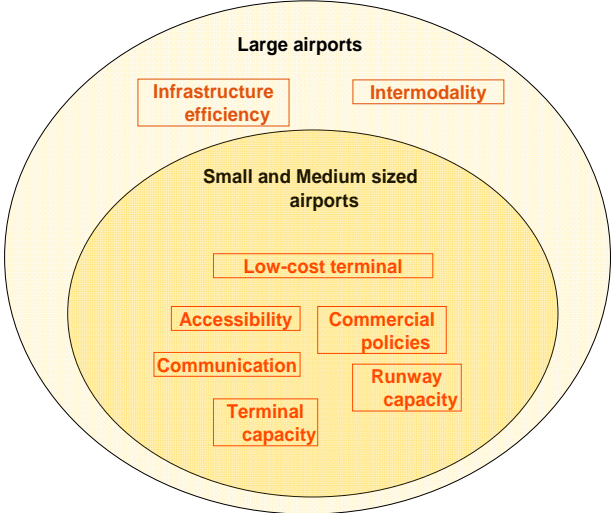 Large airports
Infrastructure
efficiency
Intermodality
Small and Medium sized
airports
Low-cost terminal
Accessibility
Commercial
policies
Communication
Runway
capacity
Terminal
capacity